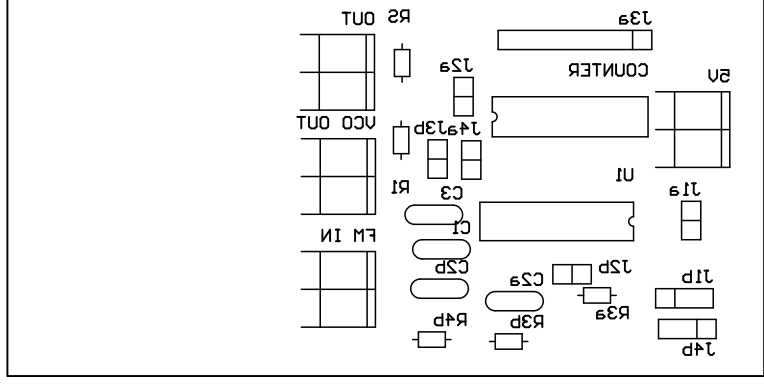 OUT
RS
J3a
J2a
COUNTER
5V
VCO OUT
J3b
J4a
R1
U1
C3
J1a
C1
FM IN
C2b
C2a
J2b
J1b
R4b
R3b
R3a
J4b